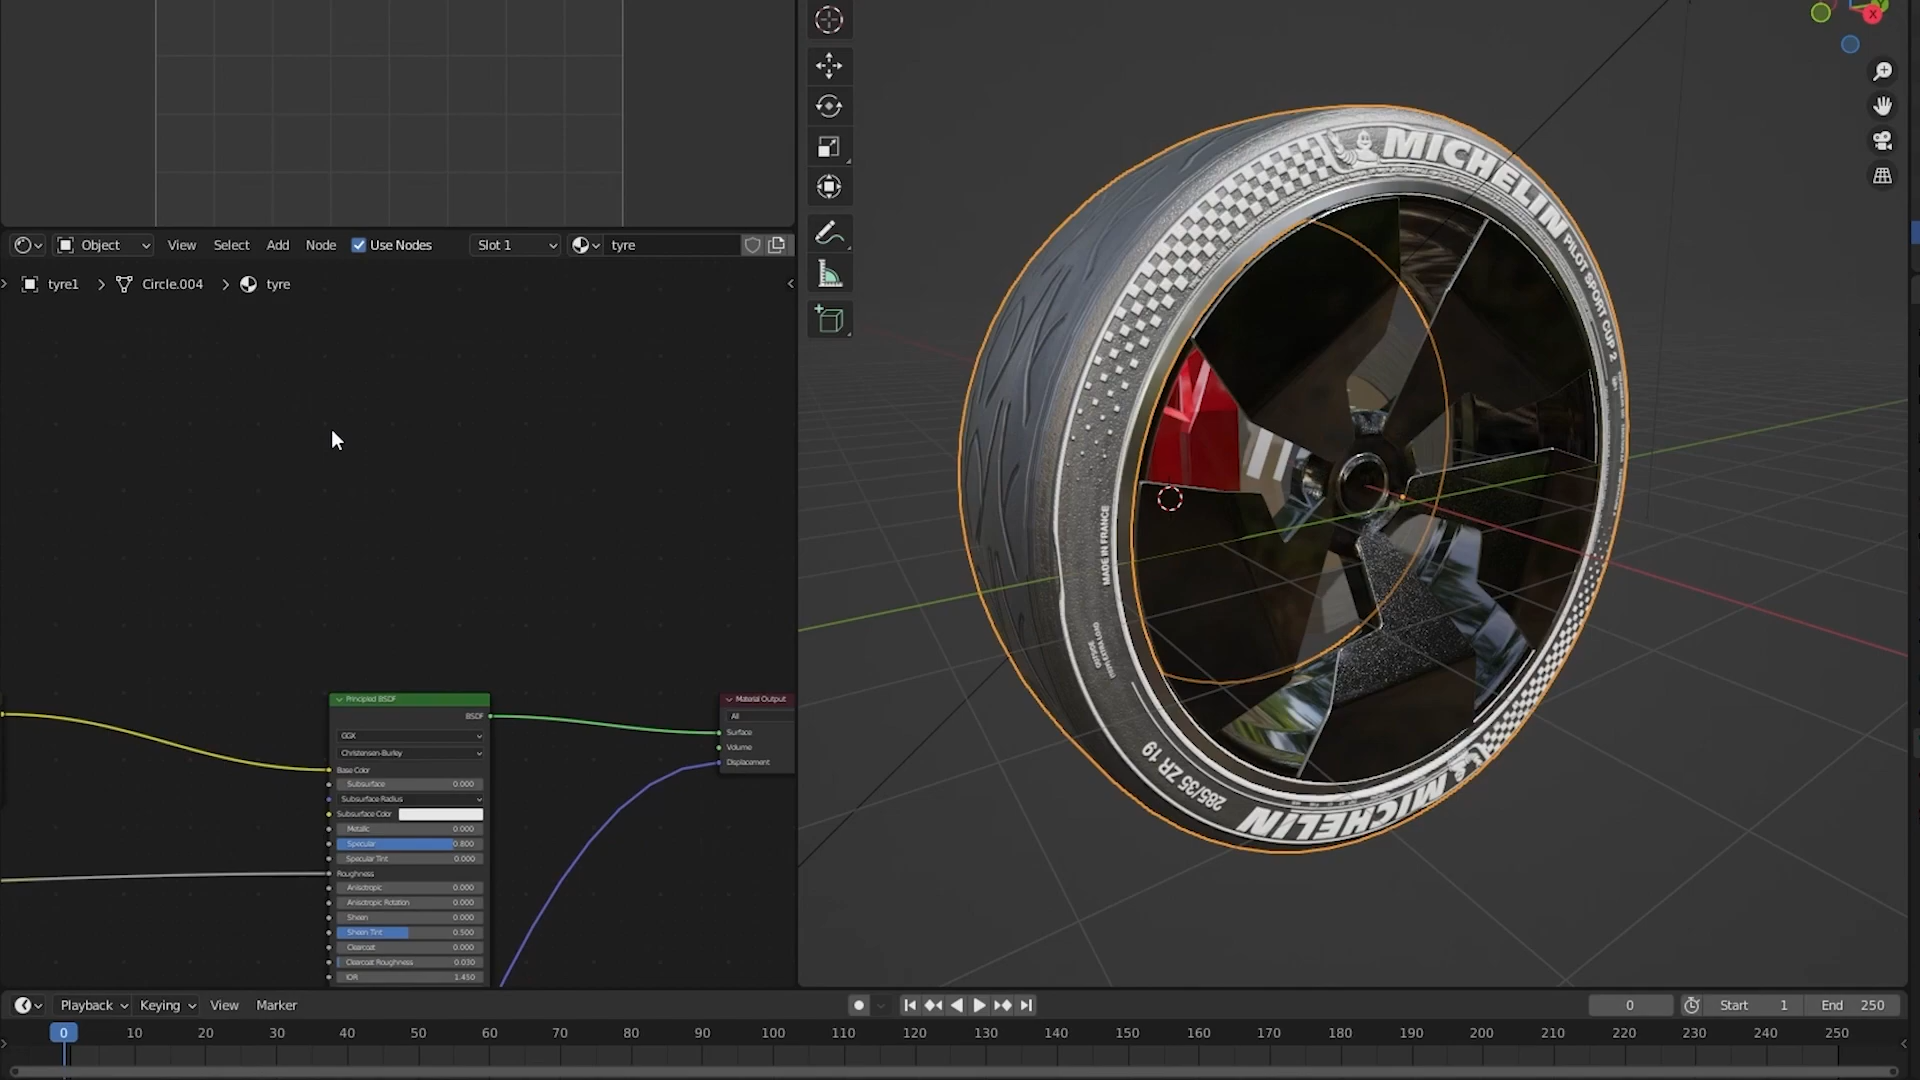 Object
View
Select
Add
Node
Use Nodes
Slot 1
tyre
tyre1
Circle.004
tyre
Principled BSDF
BSDF
GGX
Christensen-Burley
Base Color
Subsurface 0.000
Subsurface Radius
Subsurface Color
Metallic 0.000
Specular 0.800
Specular Tint 0.000
Roughness
Anisotropic 0.000
Anisotropic Rotation 0.000
Sheen 0.000
Sheen Tint 0.500
Clearcoat 0.000
Clearcoat Roughness 0.030
IOR 1.450
Material Output
All
Surface
Volume
Displacement
X
MICHELIN
PILOT SPORT CUP 2
MADE IN FRANCE
OUTSIDE
285/35 ZR 19
MICHELIN
Playback
Keying
View
Marker
0
Start 1
End 250
0 10 20 30 40 50 60 70 80 90 100 110 120 130 140 150 160 170 180 190 200 210 220 230 240 250